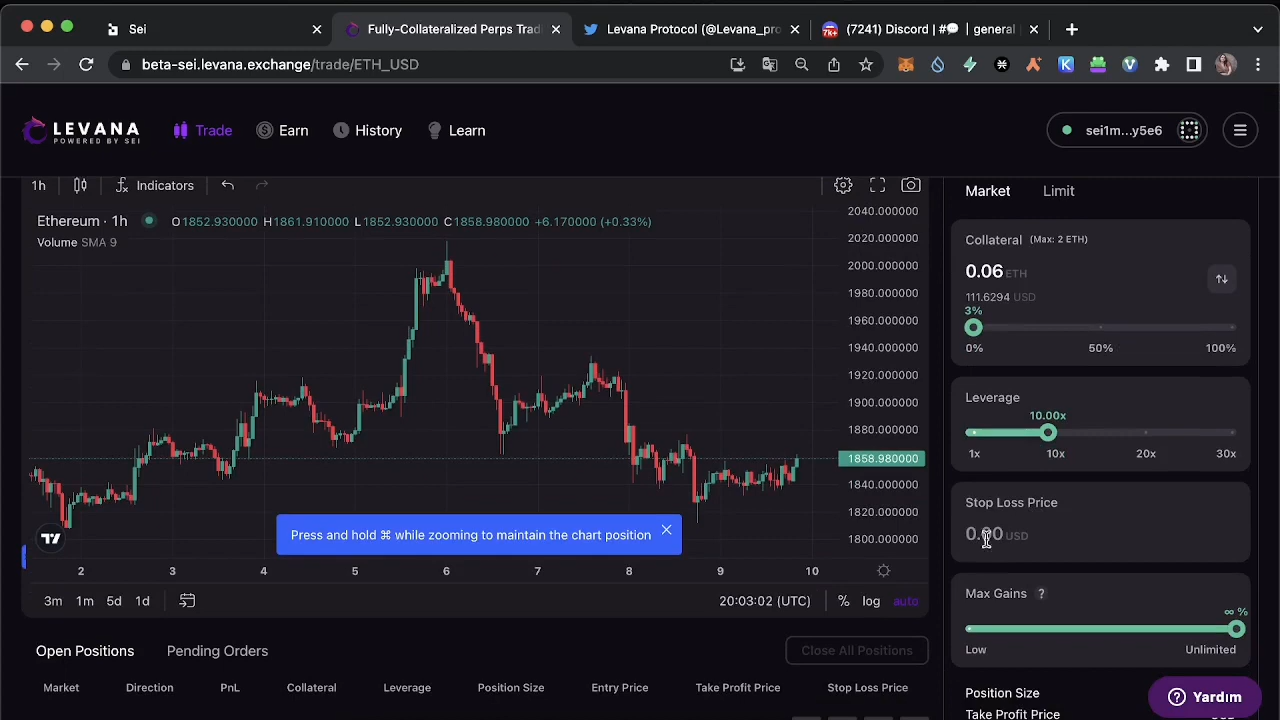 Sei
Fully-Collateralized Perps Tradi
Levana Protocol (@Levana_pro
7k+
(7241) Discord | #💬 | general |
beta-sei.levana.exchange/trade/ETH_USD
LEVANA
POWERED BY SEI
Trade
Earn
History
Learn
sei1m...y5e6
1h
Indicators
Ethereum · 1h
O1852.930000 H1861.910000 L1852.930000 C1858.980000 +6.170000 (+0.33%)
Volume SMA 9
2040.000000
2020.000000
2000.000000
1980.000000
1960.000000
1940.000000
1920.000000
1900.000000
1880.000000
1858.980000
1840.000000
1820.000000
1800.000000
Press and hold ⌘ while zooming to maintain the chart position
2 3 4 5 6 7 8 9 10
3m 1m 5d 1d
20:03:02 (UTC)
% log auto
Market Limit
Collateral (Max: 2 ETH)
0.06 ETH
111.6294 USD
3%
0% 50% 100%
Leverage
10.00x
1x 10x 20x 30x
Stop Loss Price
0.00 USD
Max Gains ?
∞ %
Low Unlimited
Position Size
Take Profit Price
Yardım
Open Positions Pending Orders
Close All Positions
Market Direction PnL Collateral Leverage Position Size Entry Price Take Profit Price Stop Loss Price